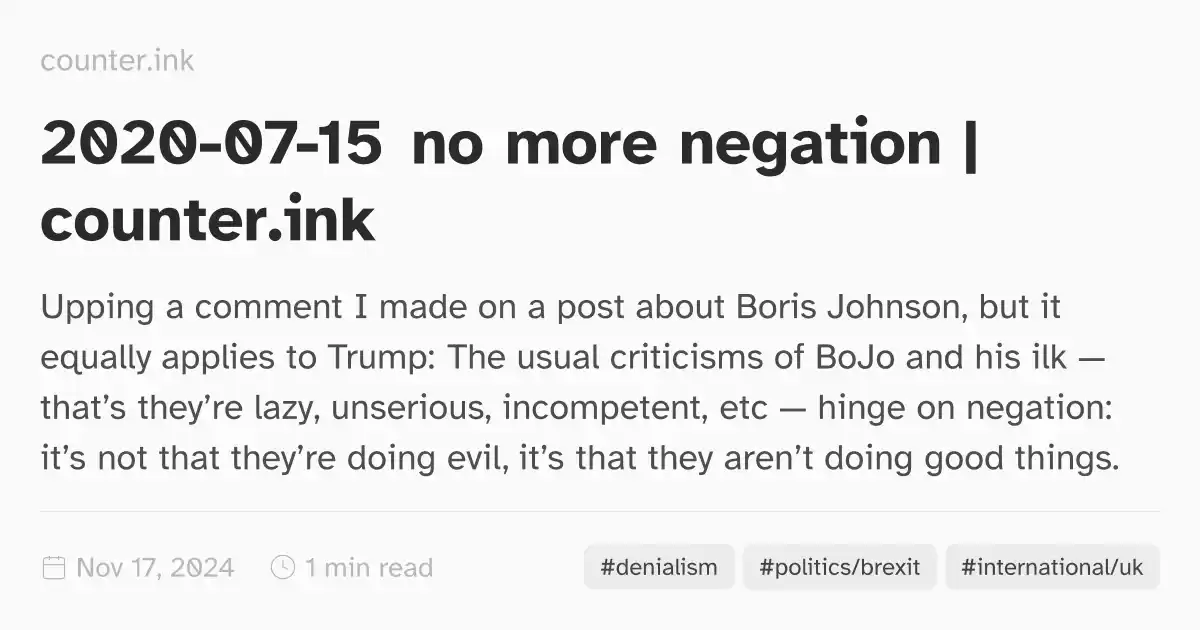 counter.ink
2020-07-15 no more negation |
counter.ink
Upping a comment I made on a post about Boris Johnson, but it
equally applies to Trump: The usual criticisms of BoJo and his ilk —
that’s they’re lazy, unserious, incompetent, etc — hinge on negation:
it’s not that they’re doing evil, it’s that they aren’t doing good things.
Nov 17, 2024 1 min read #denialism #politics/brexit #international/uk